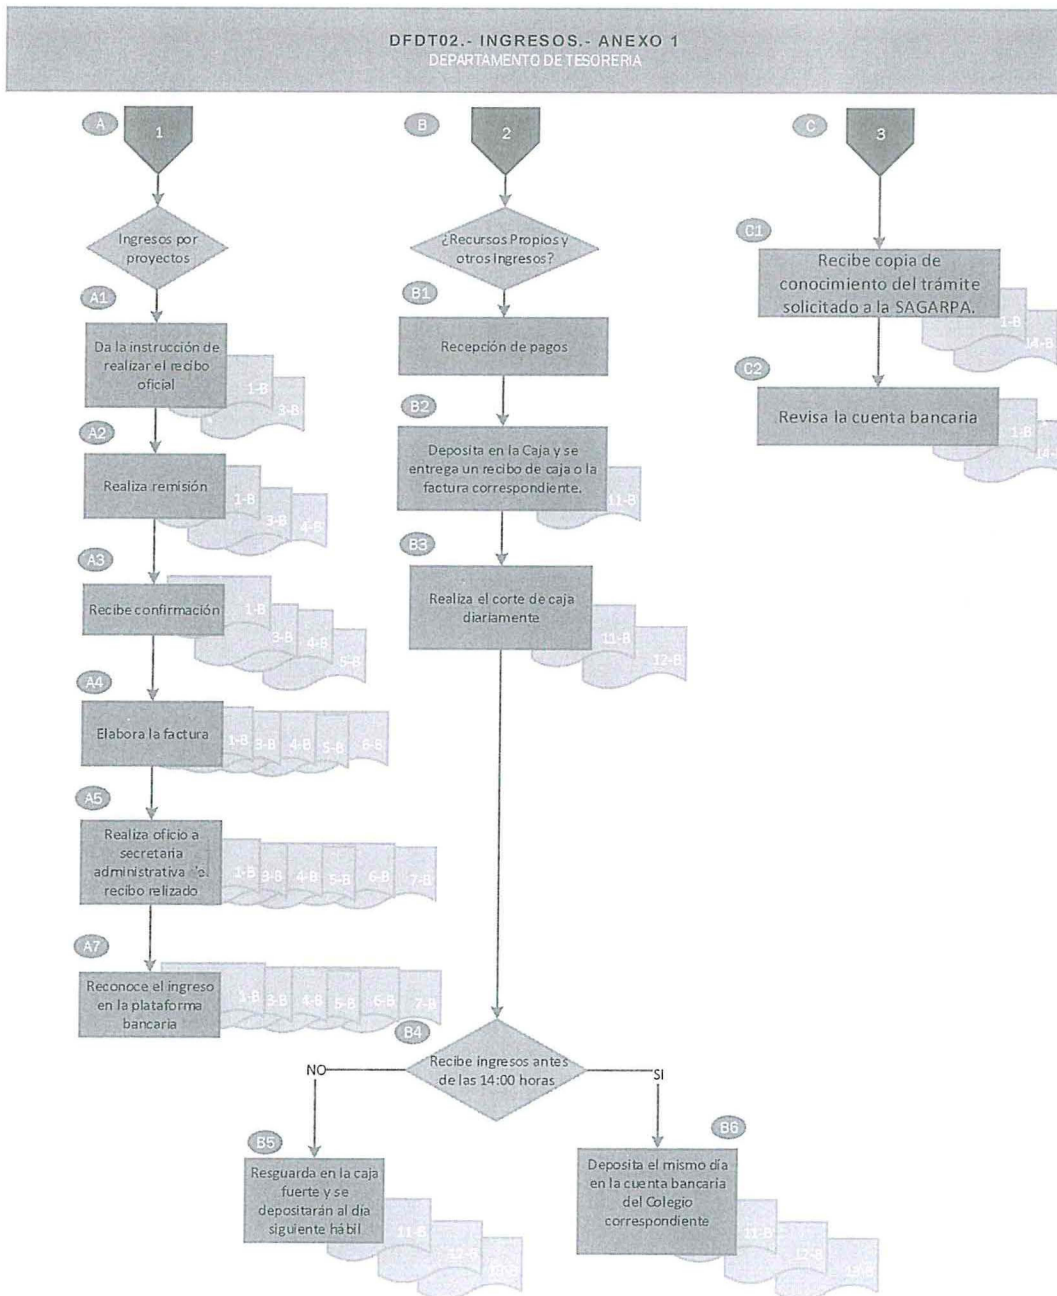 DFDT02.- INGRESOS.- ANEXO 1
DEPARTAMENTO DE TESORERIA
A
1
Ingresos por
proyectos
A1
Da la instrucción de
realizar el recibo
oficial
1-B
3-B
A2
Realiza remisión
1-B
3-B
4-B
A3
Recibe confirmación
1-B
3-B
4-B
5-B
A4
Elabora la factura
1-B
3-B
4-B
5-B
6-B
A5
Realiza oficio a
secretaria
administrativa
recibo relizado
1-B
3-B
4-B
5-B
6-B
7-B
A7
Reconoce el ingreso
en la plataforma
bancaria
1-B
3-B
4-B
5-B
6-B
7-B
B
2
¿Recursos Propios y
otros ingresos?
B1
Recepción de pagos
B2
Deposita en la Caja y se
entrega un recibo de caja o la
factura correspondiente.
11-B
B3
Realiza el corte de caja
diariamente
11-B
12-B
B4
Recibe ingresos antes
de las 14:00 horas
NO
SI
B5
Resguarda en la caja
fuerte y se
depositarán al día
siguiente hábil
11-B
12-B
B6
Deposita el mismo día
en la cuenta bancaria
del Colegio
correspondiente
11-B
12-B
C
3
C1
Recibe copia de
conocimiento del trámite
solicitado a la SAGARPA.
1-B
14-B
C2
Revisa la cuenta bancaria
1-B